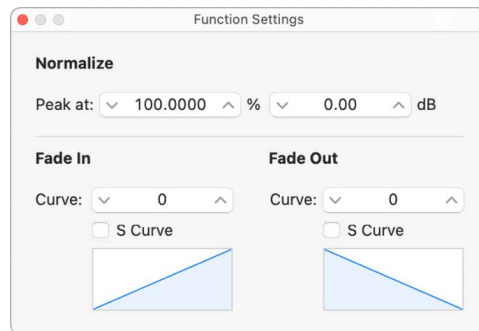 Function Settings
Normalize
Peak at: 100.0000 % 0.00 dB
Fade In Fade Out
Curve: 0 Curve: 0
S Curve S Curve